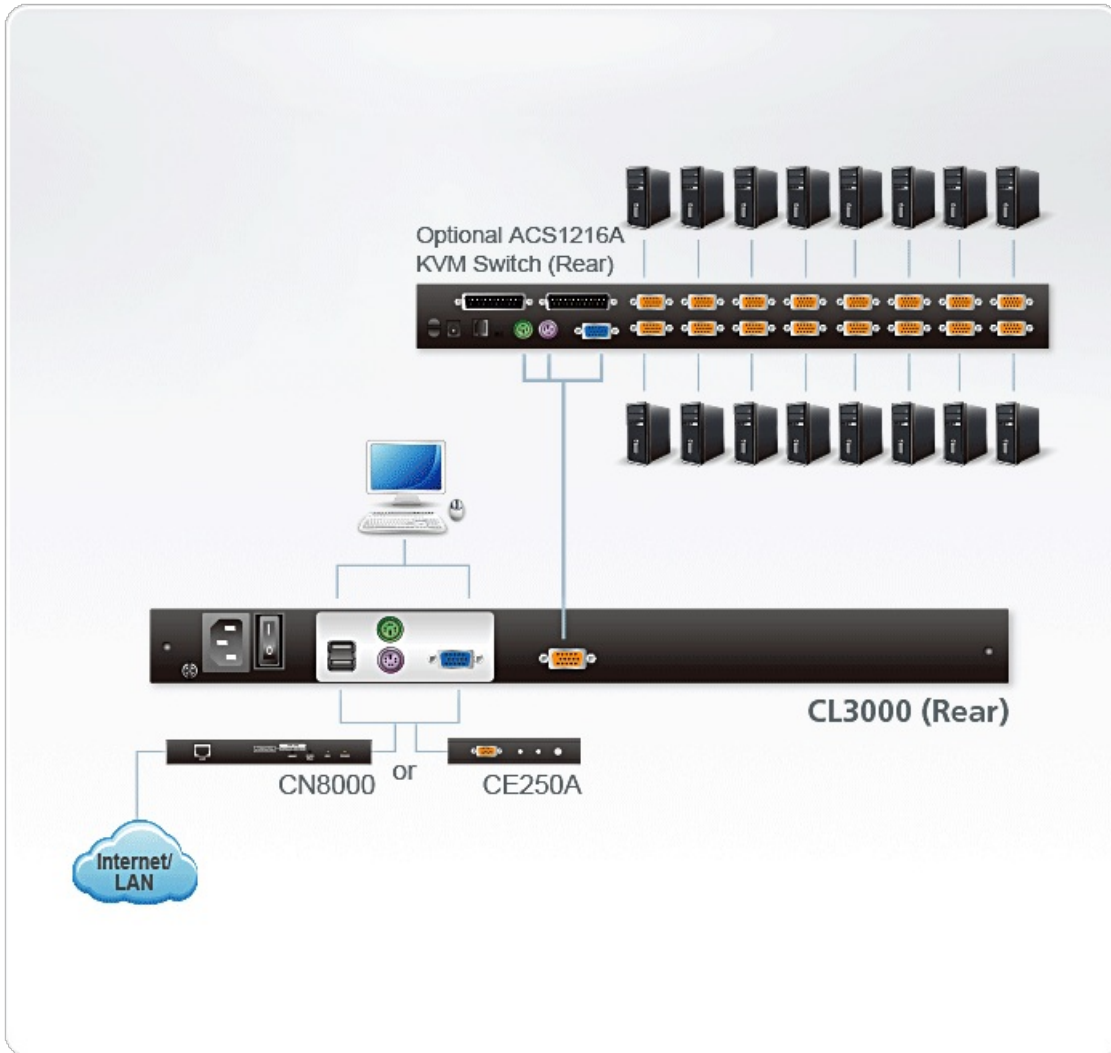 Optional ACS1216A
KVM Switch (Rear)
CL3000 (Rear)
CN8000
or
CE250A
Internet/
LAN